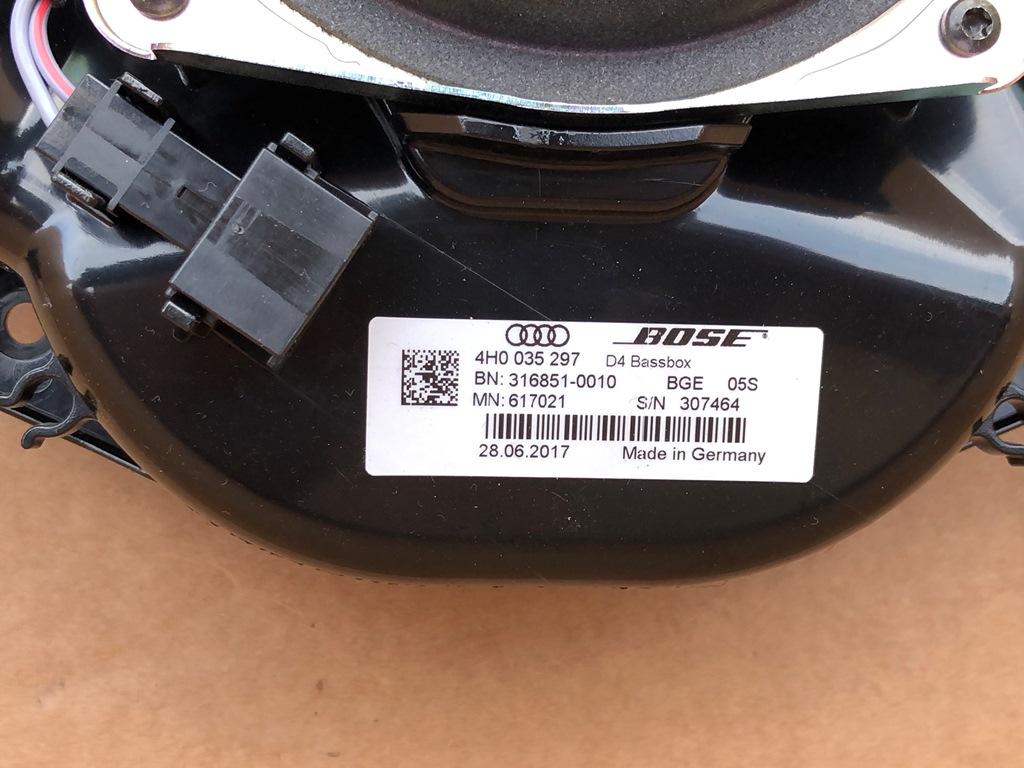 BOSE®
4H0 035 297 D4 Bassbox
BN: 316851-0010 BGE 05S
MN: 617021 S/N 307464
28.06.2017 Made in Germany